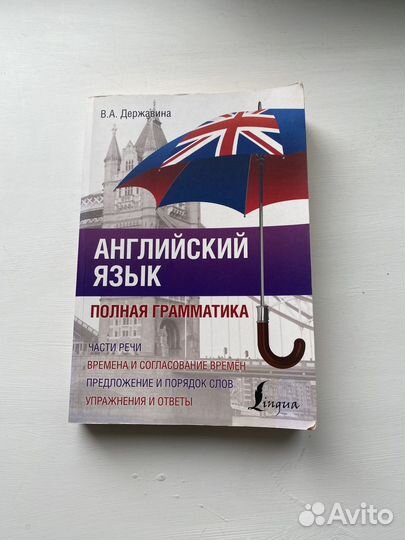 В.А. Державина
АНГЛИЙСКИЙ
ЯЗЫК
ПОЛНАЯ ГРАММАТИКА
ЧАСТИ РЕЧИ
ВРЕМЕНА И СОГЛАСОВАНИЕ ВРЕМЕН
ПРЕДЛОЖЕНИЕ И ПОРЯДОК СЛОВ
УПРАЖНЕНИЯ И ОТВЕТЫ
Lingua
Avito